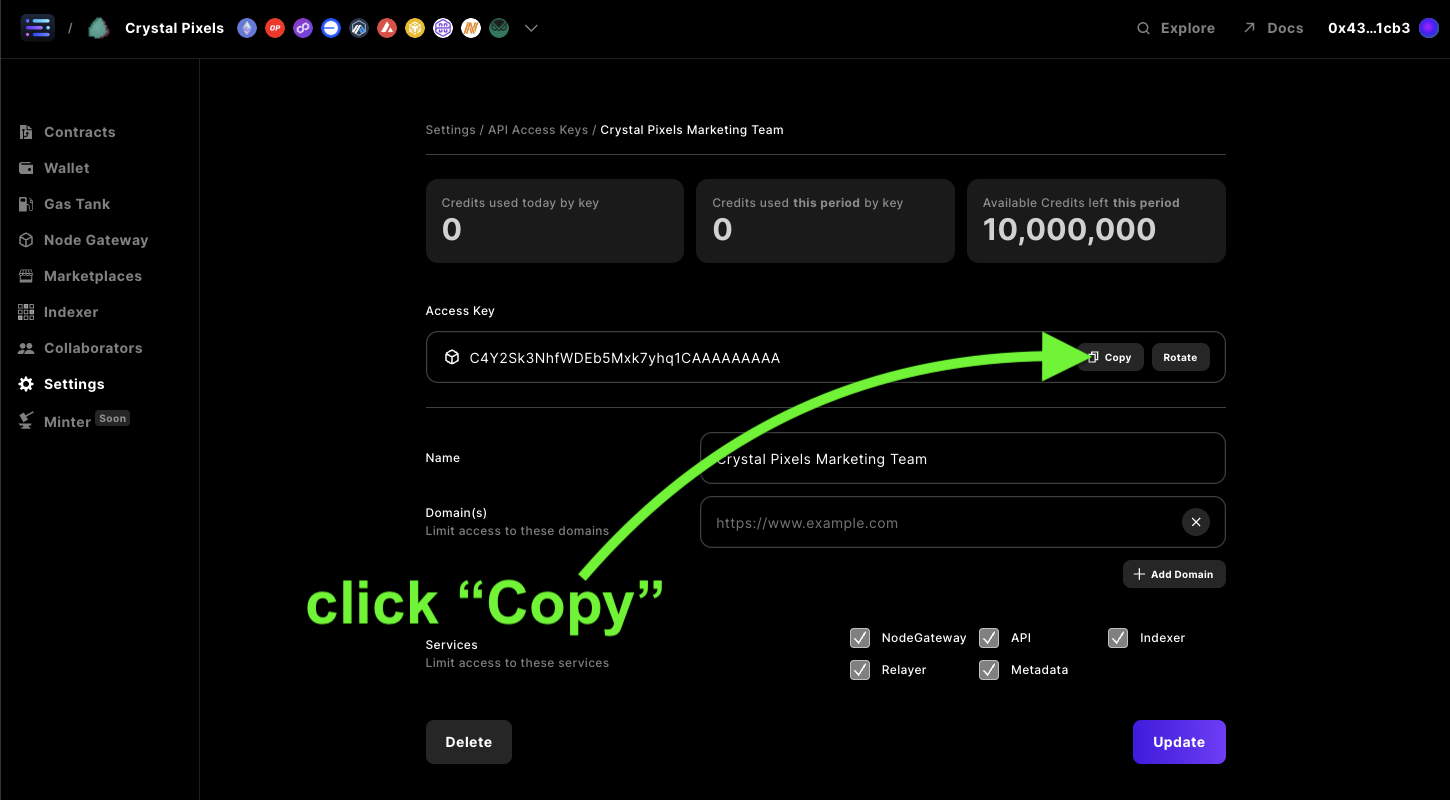 / Crystal Pixels OP Explore Docs 0x43...1cb3
Contracts
Wallet
Gas Tank
Node Gateway
Marketplaces
Indexer
Collaborators
Settings
Minter Soon
Settings / API Access Keys / Crystal Pixels Marketing Team
Credits used today by key
0
Credits used this period by key
0
Available Credits left this period
10,000,000
Access Key
C4Y2Sk3NhfWDEb5Mxk7yhq1CAAAAAAAAA Copy Rotate
Name Crystal Pixels Marketing Team
Domain(s)
Limit access to these domains
https://www.example.com
+ Add Domain
click “Copy”
Services
Limit access to these services
NodeGateway API Indexer
Relayer Metadata
Delete Update